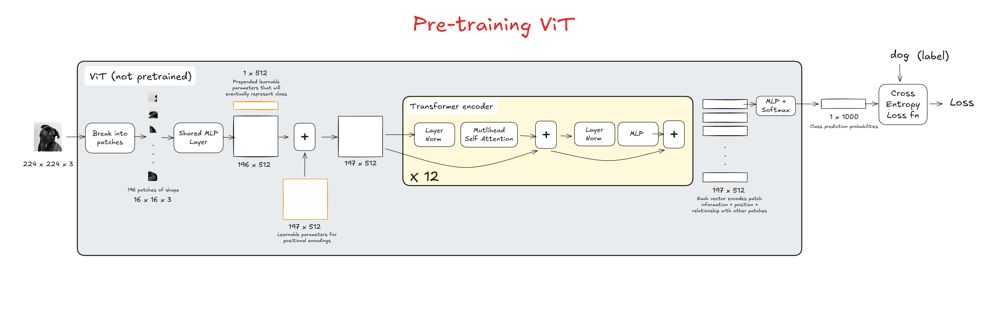 Pre-training ViT
dog (label)
ViT (not pretrained)
1 x 512
Prepended learnable
parameters that will
eventually represent class
224 x 224 x 3
Break into
patches
196 patches of shape
16 x 16 x 3
Shared MLP
Layer
196 x 512
+
197 x 512
Learnable parameters for
positional encodings
197 x 512
Transformer encoder
Layer
Norm
Mutlihead
Self Attention
+
Layer
Norm
MLP
+
x 12
197 x 512
Each vector encodes patch
information + position +
relationship with other patches
MLP +
Softmax
1 x 1000
Class prediction probabilities
Cross
Entropy
Loss fn
Loss